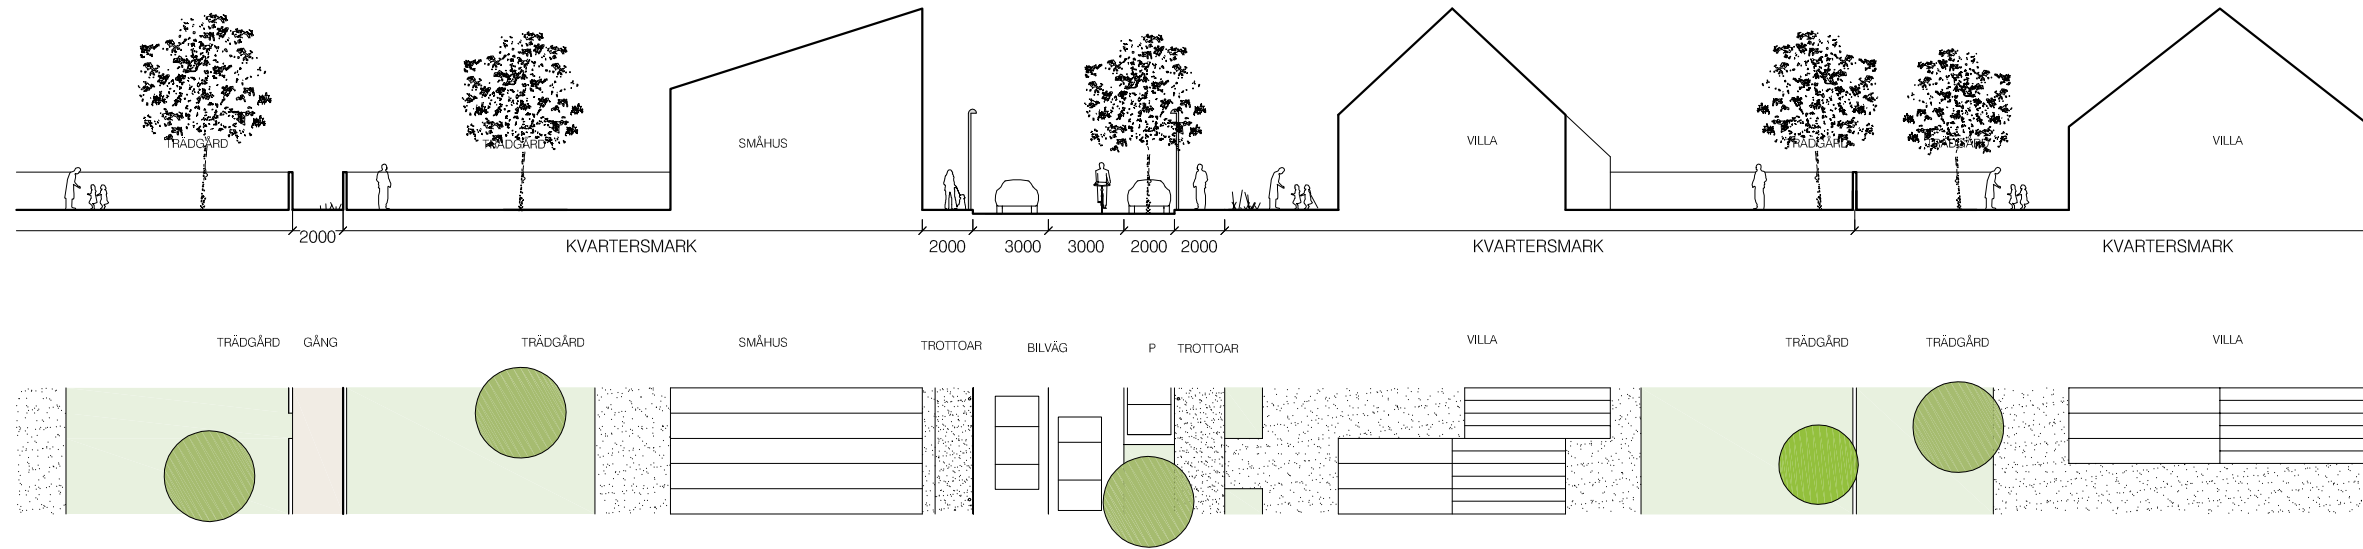 TRÄDGÅRD TRÄDGÅRD SMÅHUS VILLA TRÄDGÅRD TRÄDGÅRD VILLA
2000 KVARTERSMARK 2000 3000 3000 2000 2000 KVARTERSMARK KVARTERSMARK
TRÄDGÅRD GÅNG TRÄDGÅRD SMÅHUS TROTTOAR BILVÄG P TROTTOAR VILLA TRÄDGÅRD TRÄDGÅRD VILLA